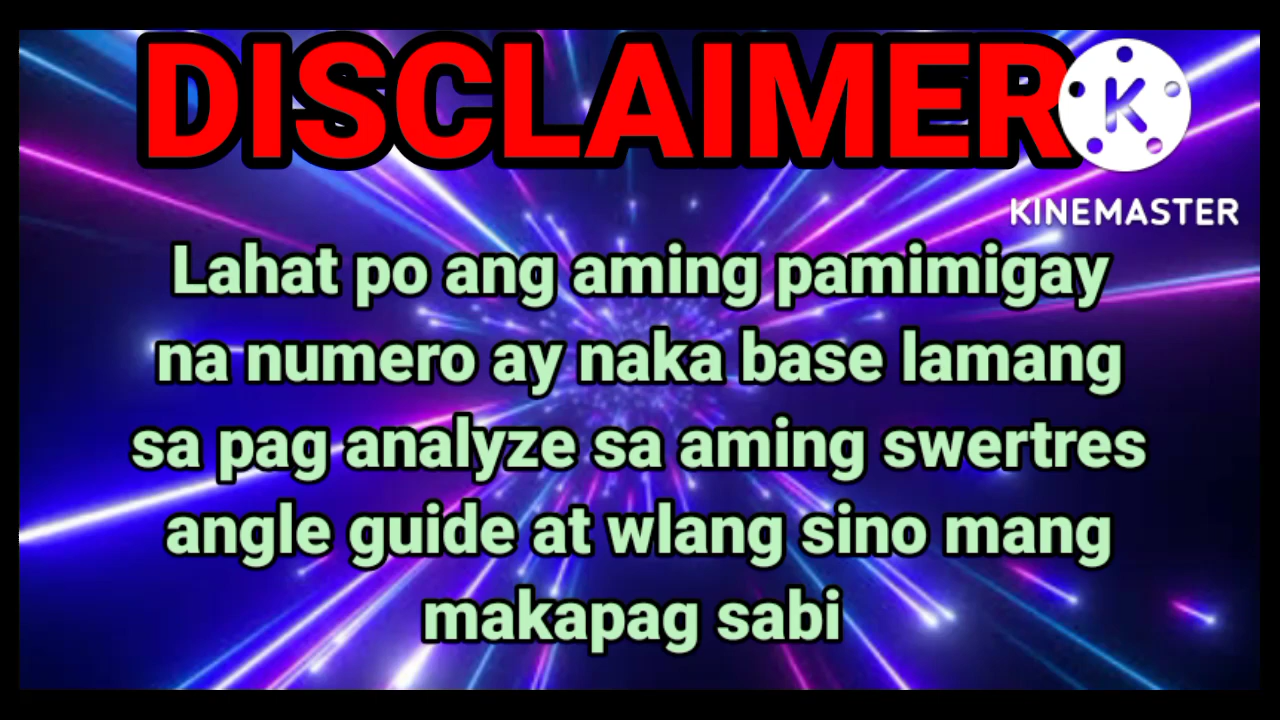 DISCLAIMER
K
KINEMASTER
Lahat po ang aming pamimigay
na numero ay naka base lamang
sa pag analyze sa aming swertres
angle guide at wlang sino mang
makapag sabi